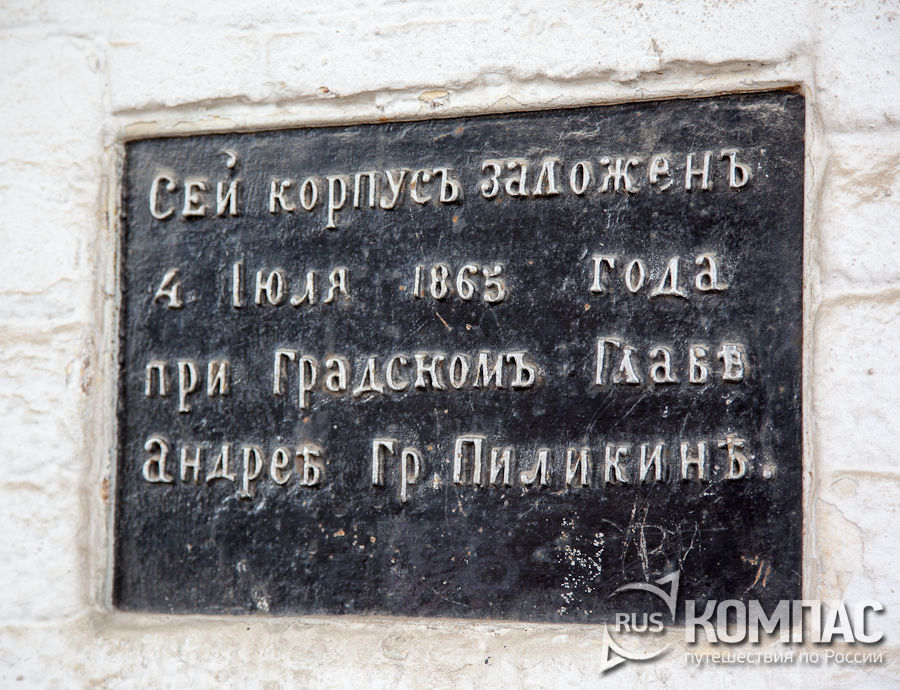 Сей корпусъ заложенъ
4 Iюля 1865 года
при Градскомъ Главѣ
Андреѣ Гр Пиликинѣ.
RUS КОМПАС
путешествия по России